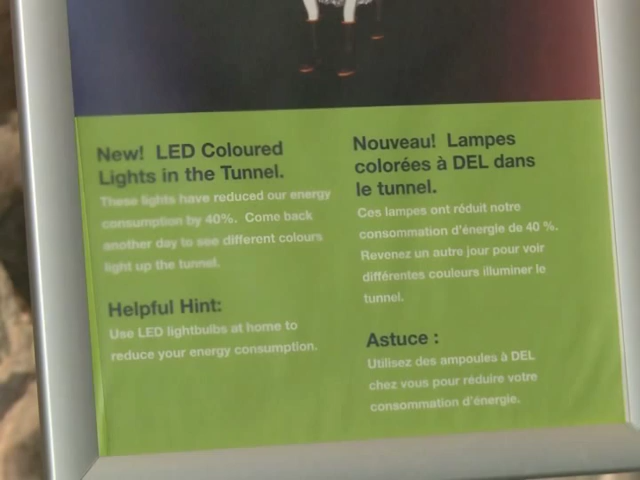 New! LED Coloured
Lights in the Tunnel.
These lights have reduced our energy
consumption by 40%. Come back
another day to see different colours
light up the tunnel.
Helpful Hint:
Use LED lightbulbs at home to
reduce your energy consumption.
Nouveau! Lampes
colorées à DEL dans
le tunnel.
Ces lampes ont réduit notre
consommation d'énergie de 40 %.
Revenez un autre jour pour voir
différentes couleurs illuminer le
tunnel.
Astuce :
Utilisez des ampoules à DEL
chez vous pour réduire votre
consommation d'énergie.